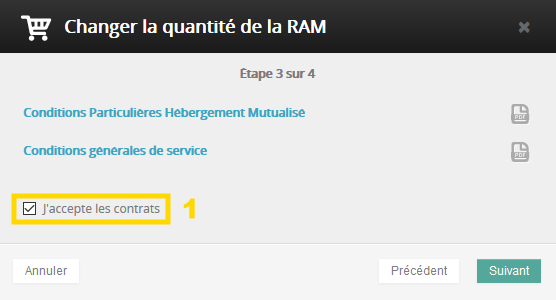 Changer la quantité de la RAM
Étape 3 sur 4
Conditions Particulières Hébergement Mutualisé
PDF
Conditions générales de service
PDF
J'accepte les contrats 1
Annuler Précédent Suivant